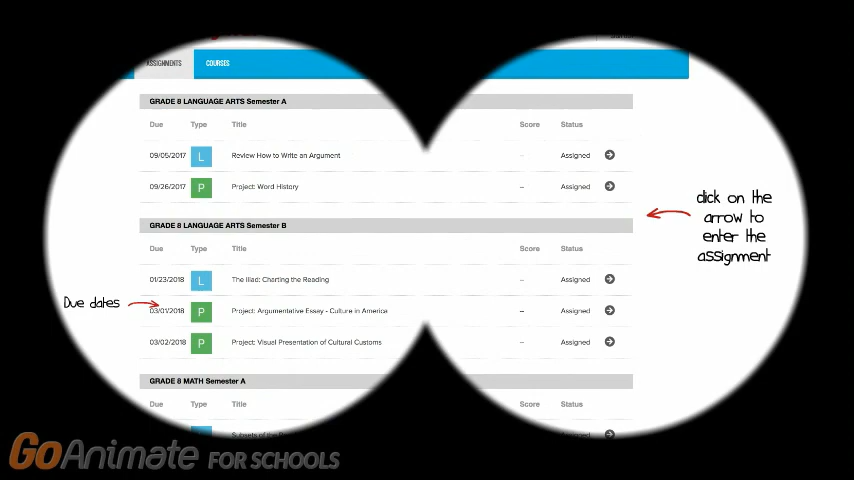 ASSIGNMENTS COURSES
GRADE 8 LANGUAGE ARTS Semester A
Due Type Title Score Status
09/05/2017 L Review How to Write an Argument – Assigned
09/26/2017 P Project: Word History – Assigned
click on the
arrow to
enter the
assignment
GRADE 8 LANGUAGE ARTS Semester B
Due Type Title Score Status
01/23/2018 L The Iliad: Charting the Reading – Assigned
Due dates
03/01/2018 P Project: Argumentative Essay - Culture in America – Assigned
03/02/2018 P Project: Visual Presentation of Cultural Customs – Assigned
GRADE 8 MATH Semester A
Due Type Title Score Status
Subsets of Assigned
GoAnimate FOR SCHOOLS